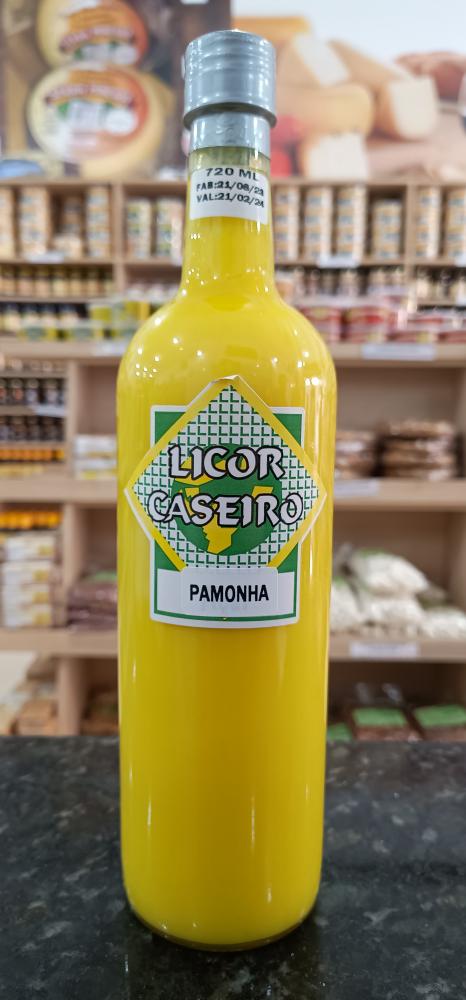 720 ML
FAB:21/08/23
VAL:21/02/24
LICOR
CASEIRO
PAMONHA